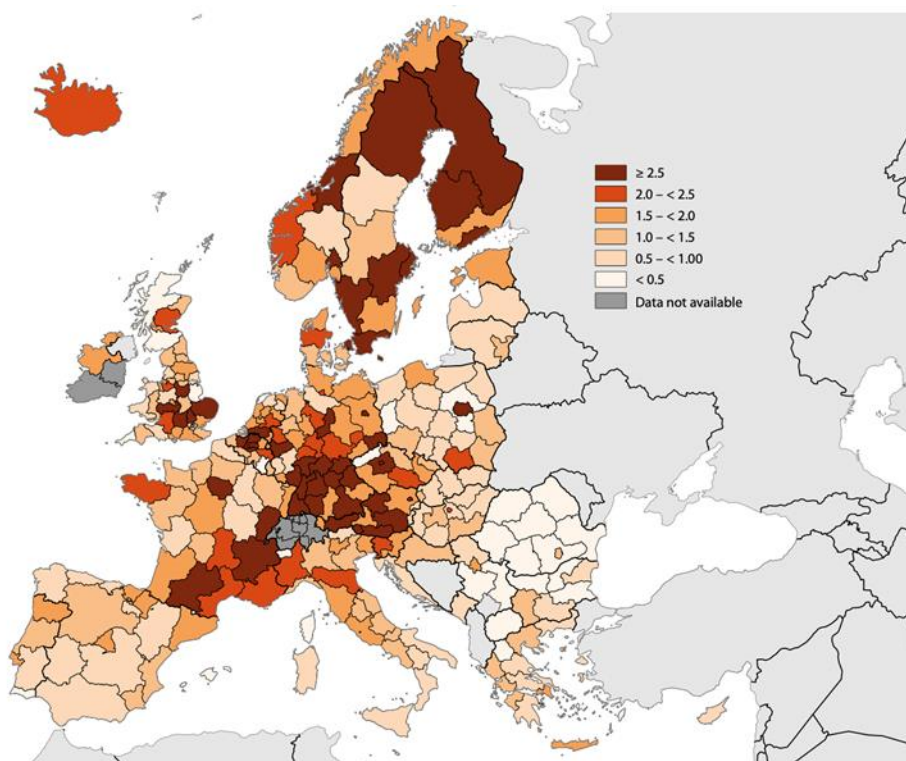 ≥ 2.5
2.0 – < 2.5
1.5 – < 2.0
1.0 – < 1.5
0.5 – < 1.00
< 0.5
Data not available